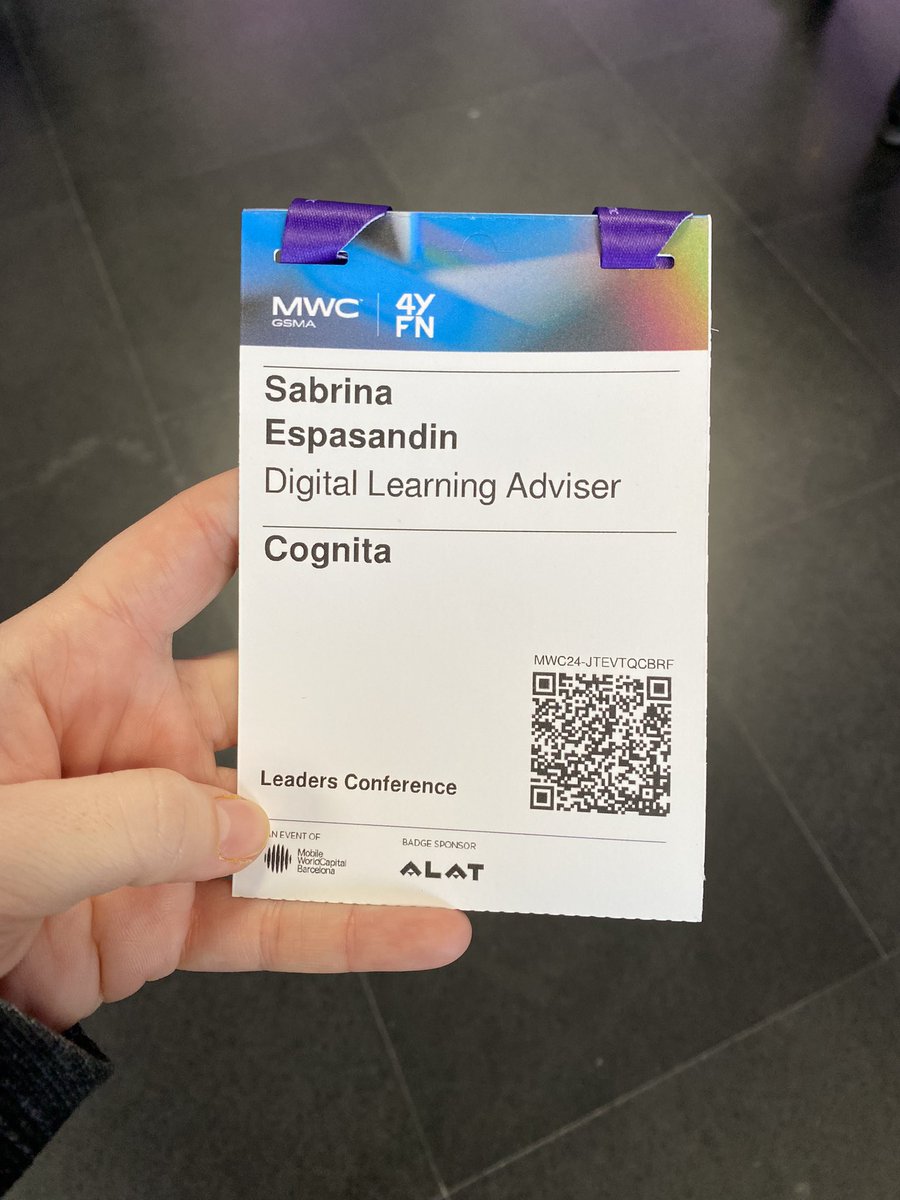 MWC
GSMA
4Y
FN
Sabrina
Espasandin
Digital Learning Adviser
Cognita
MWC24-JTEVTQCBRF
Leaders Conference
AN EVENT OF
Mobile
WorldCapital
Barcelona
BADGE SPONSOR
ALAT